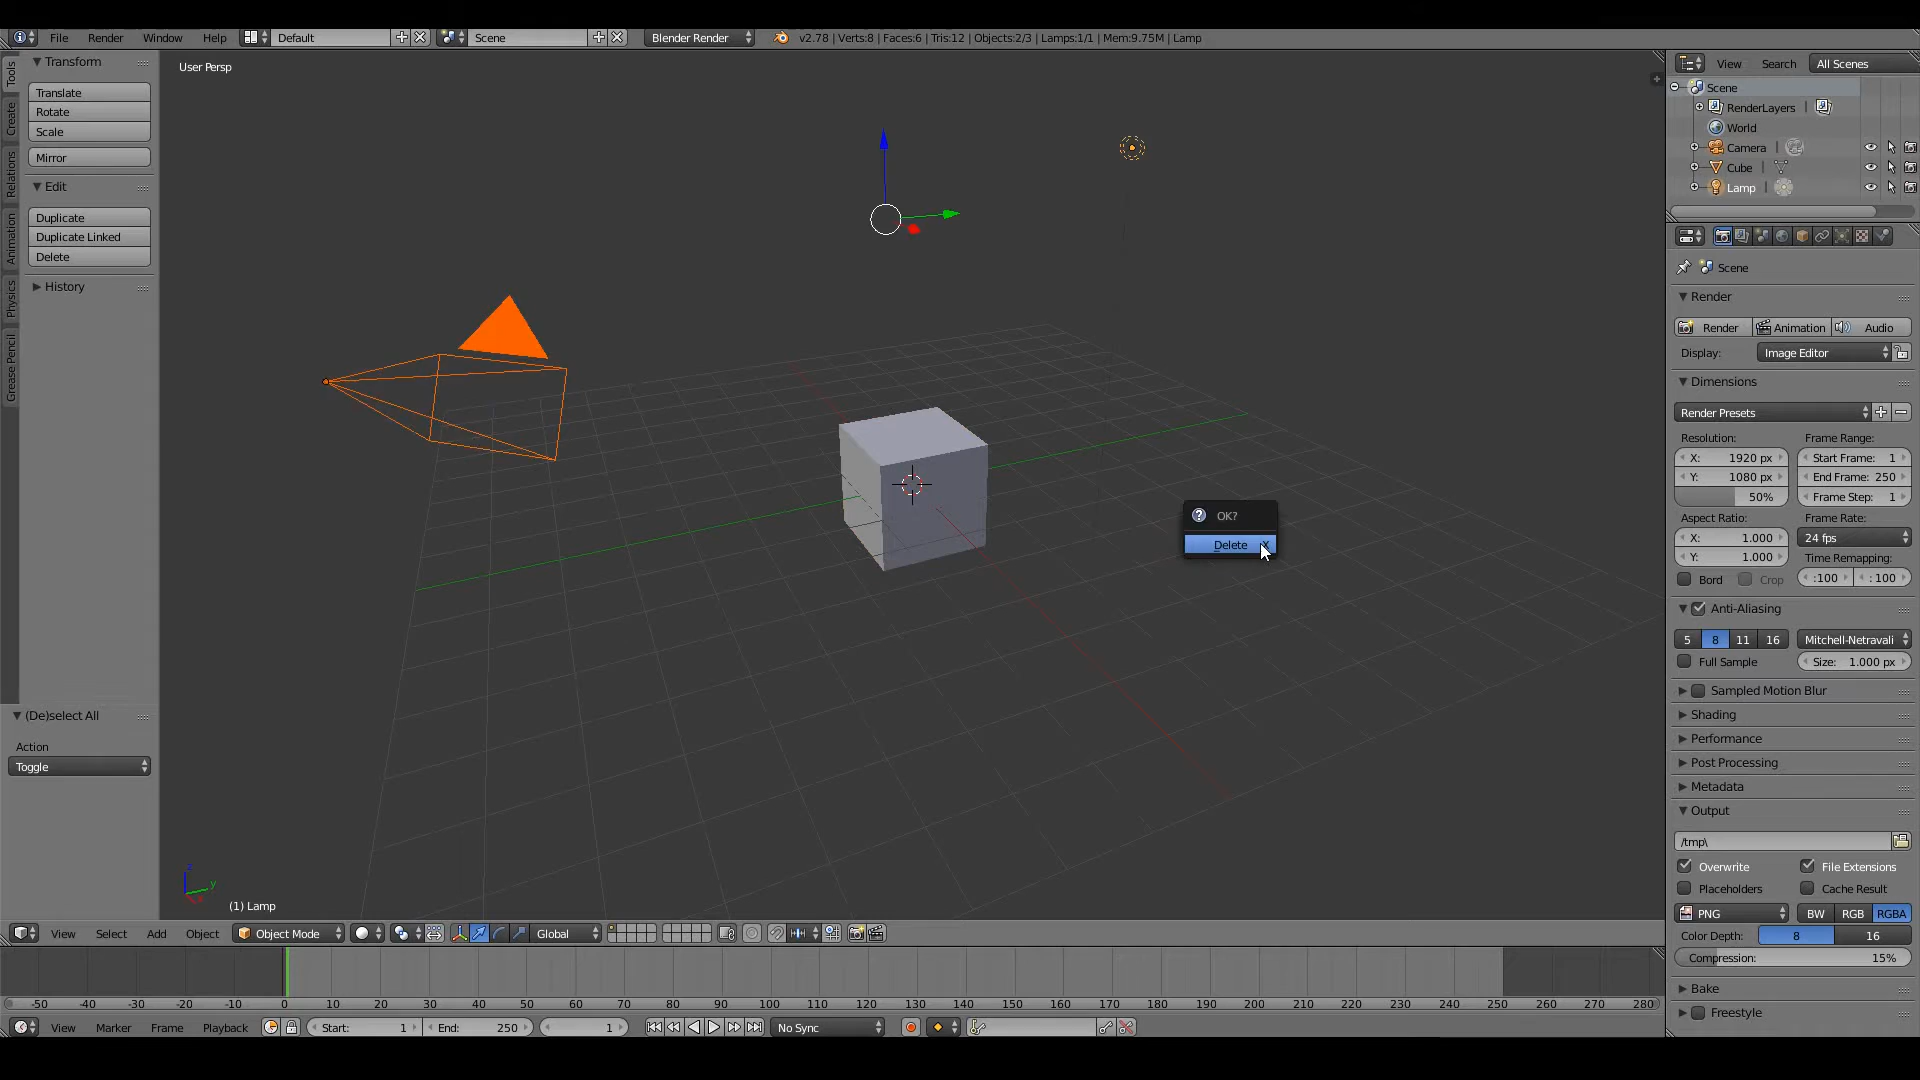 File Render Window Help Default Scene Blender Render v2.78 | Verts:8 | Faces:6 | Tris:12 | Objects:2/3 | Lamps:1/1 | Mem:9.75M | Lamp
User Persp
Tools
Create
Relations
Animation
Physics
Grease Pencil
Transform
Translate
Rotate
Scale
Mirror
Edit
Duplicate
Duplicate Linked
Delete
History
(De)select All
Action
Toggle
OK?
Delete X
z
y
x
(1) Lamp
View Select Add Object Object Mode Global
-50 -40 -30 -20 -10 0 10 20 30 40 50 60 70 80 90 100 110 120 130 140 150 160 170 180 190 200 210 220 230 240 250 260 270 280
View Marker Frame Playback Start: 1 End: 250 1 No Sync
View Search All Scenes
Scene
RenderLayers |
World
Camera |
Cube |
Lamp |
Scene
Render
Render Animation Audio
Display: Image Editor
Dimensions
Render Presets
Resolution: Frame Range:
X: 1920 px Start Frame: 1
Y: 1080 px End Frame: 250
50% Frame Step: 1
Aspect Ratio: Frame Rate:
X: 1.000 24 fps
Y: 1.000 Time Remapping:
Bord Crop :100 : 100
Anti-Aliasing
5 8 11 16 Mitchell-Netravali
Full Sample Size: 1.000 px
Sampled Motion Blur
Shading
Performance
Post Processing
Metadata
Output
/tmp\
Overwrite File Extensions
Placeholders Cache Result
PNG BW RGB RGBA
Color Depth: 8 16
Compression: 15%
Bake
Freestyle